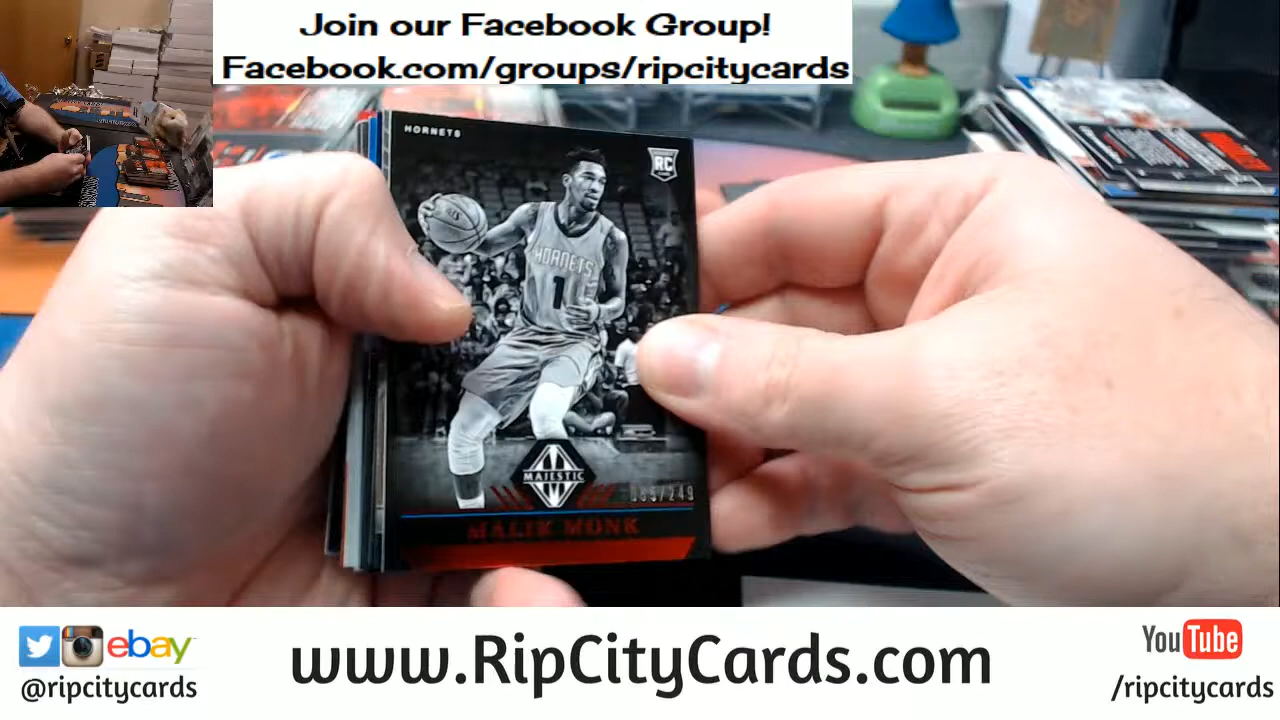 Join our Facebook Group!
Facebook.com/groups/ripcitycards
HORNETS
RC
HORNETS
1
MAJESTIC
/249
MALIK MONK
ebay
@ripcitycards
www.RipCityCards.com
YouTube
/ripcitycards